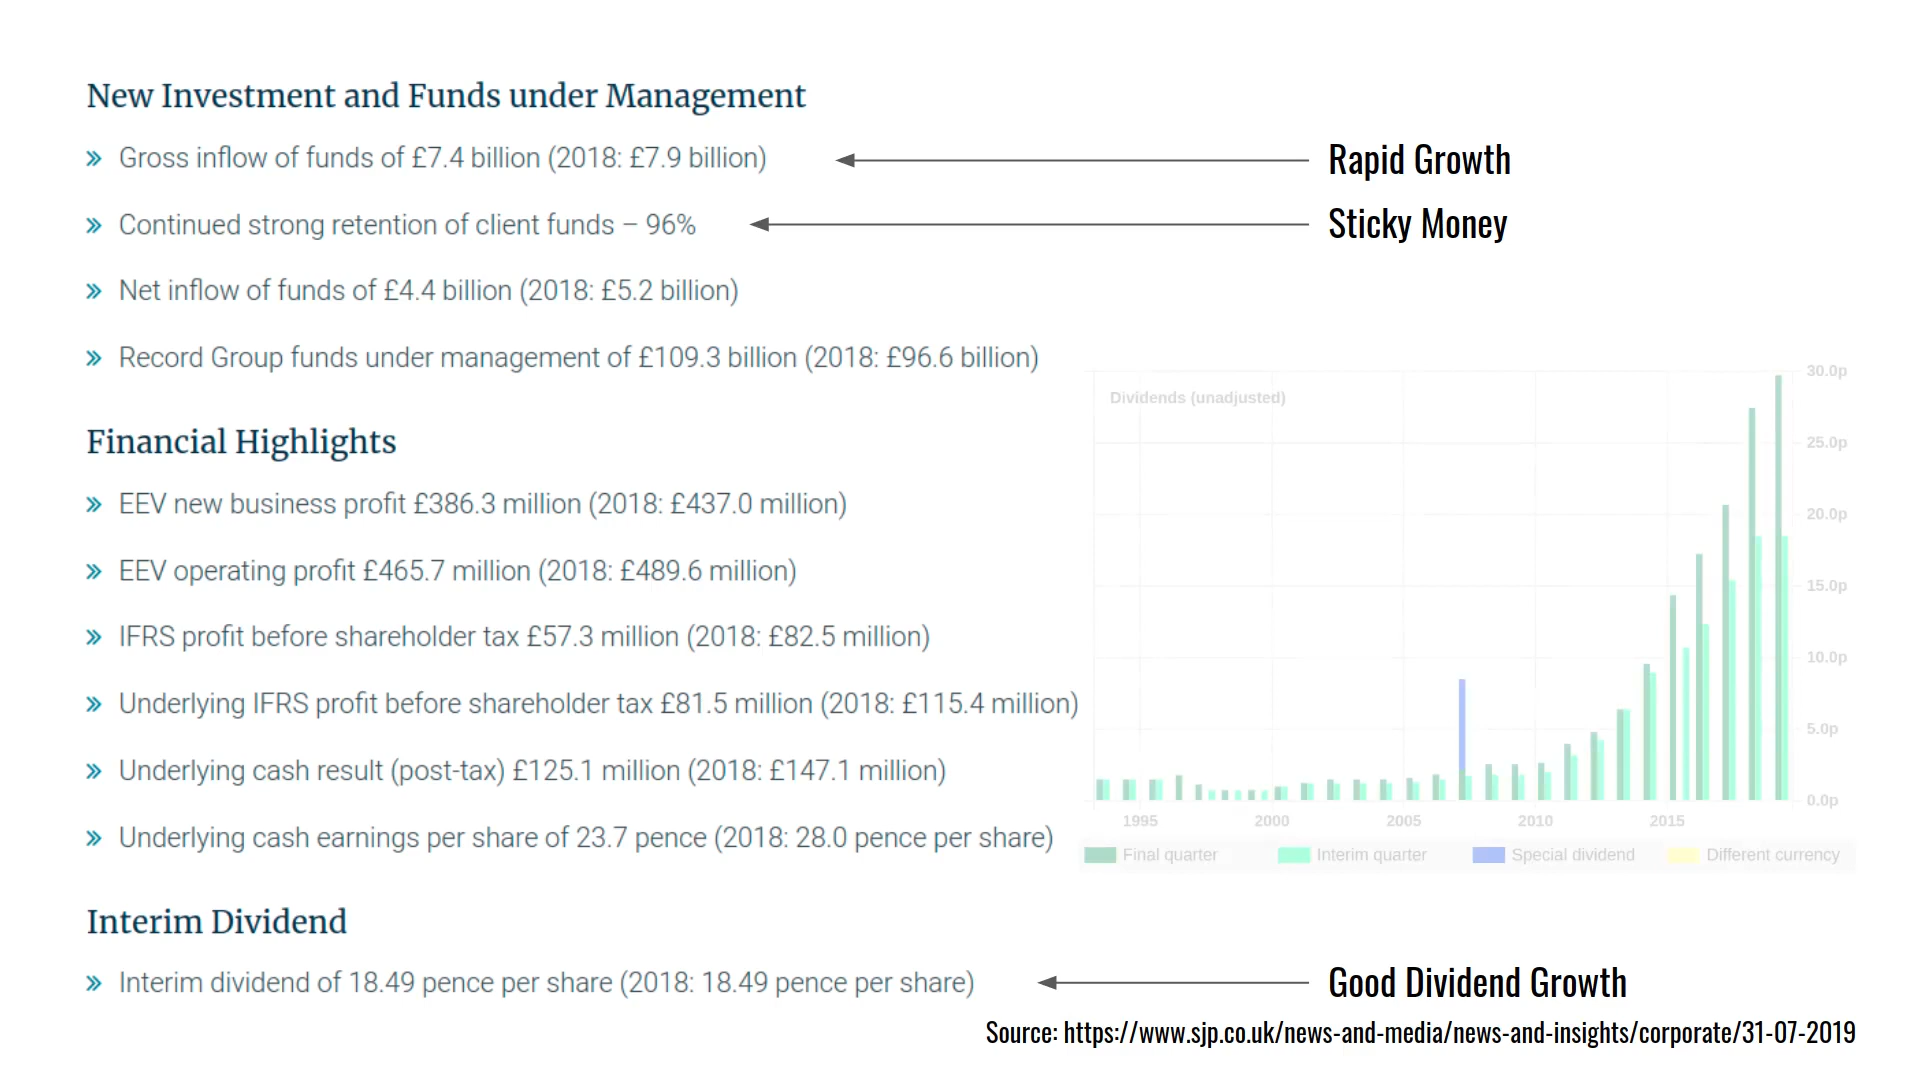 New Investment and Funds under Management
» Gross inflow of funds of £7.4 billion (2018: £7.9 billion)
Rapid Growth
» Continued strong retention of client funds – 96%
Sticky Money
» Net inflow of funds of £4.4 billion (2018: £5.2 billion)
» Record Group funds under management of £109.3 billion (2018: £96.6 billion)
Financial Highlights
» EEV new business profit £386.3 million (2018: £437.0 million)
» EEV operating profit £465.7 million (2018: £489.6 million)
» IFRS profit before shareholder tax £57.3 million (2018: £82.5 million)
» Underlying IFRS profit before shareholder tax £81.5 million (2018: £115.4 million)
» Underlying cash result (post-tax) £125.1 million (2018: £147.1 million)
» Underlying cash earnings per share of 23.7 pence (2018: 28.0 pence per share)
Dividends (unadjusted)
30.0p
25.0p
20.0p
15.0p
10.0p
5.0p
0.0p
1995 2000 2005 2010 2015
Final quarter Interim quarter Special dividend Different currency
Interim Dividend
» Interim dividend of 18.49 pence per share (2018: 18.49 pence per share)
Good Dividend Growth
Source: https://www.sjp.co.uk/news-and-media/news-and-insights/corporate/31-07-2019